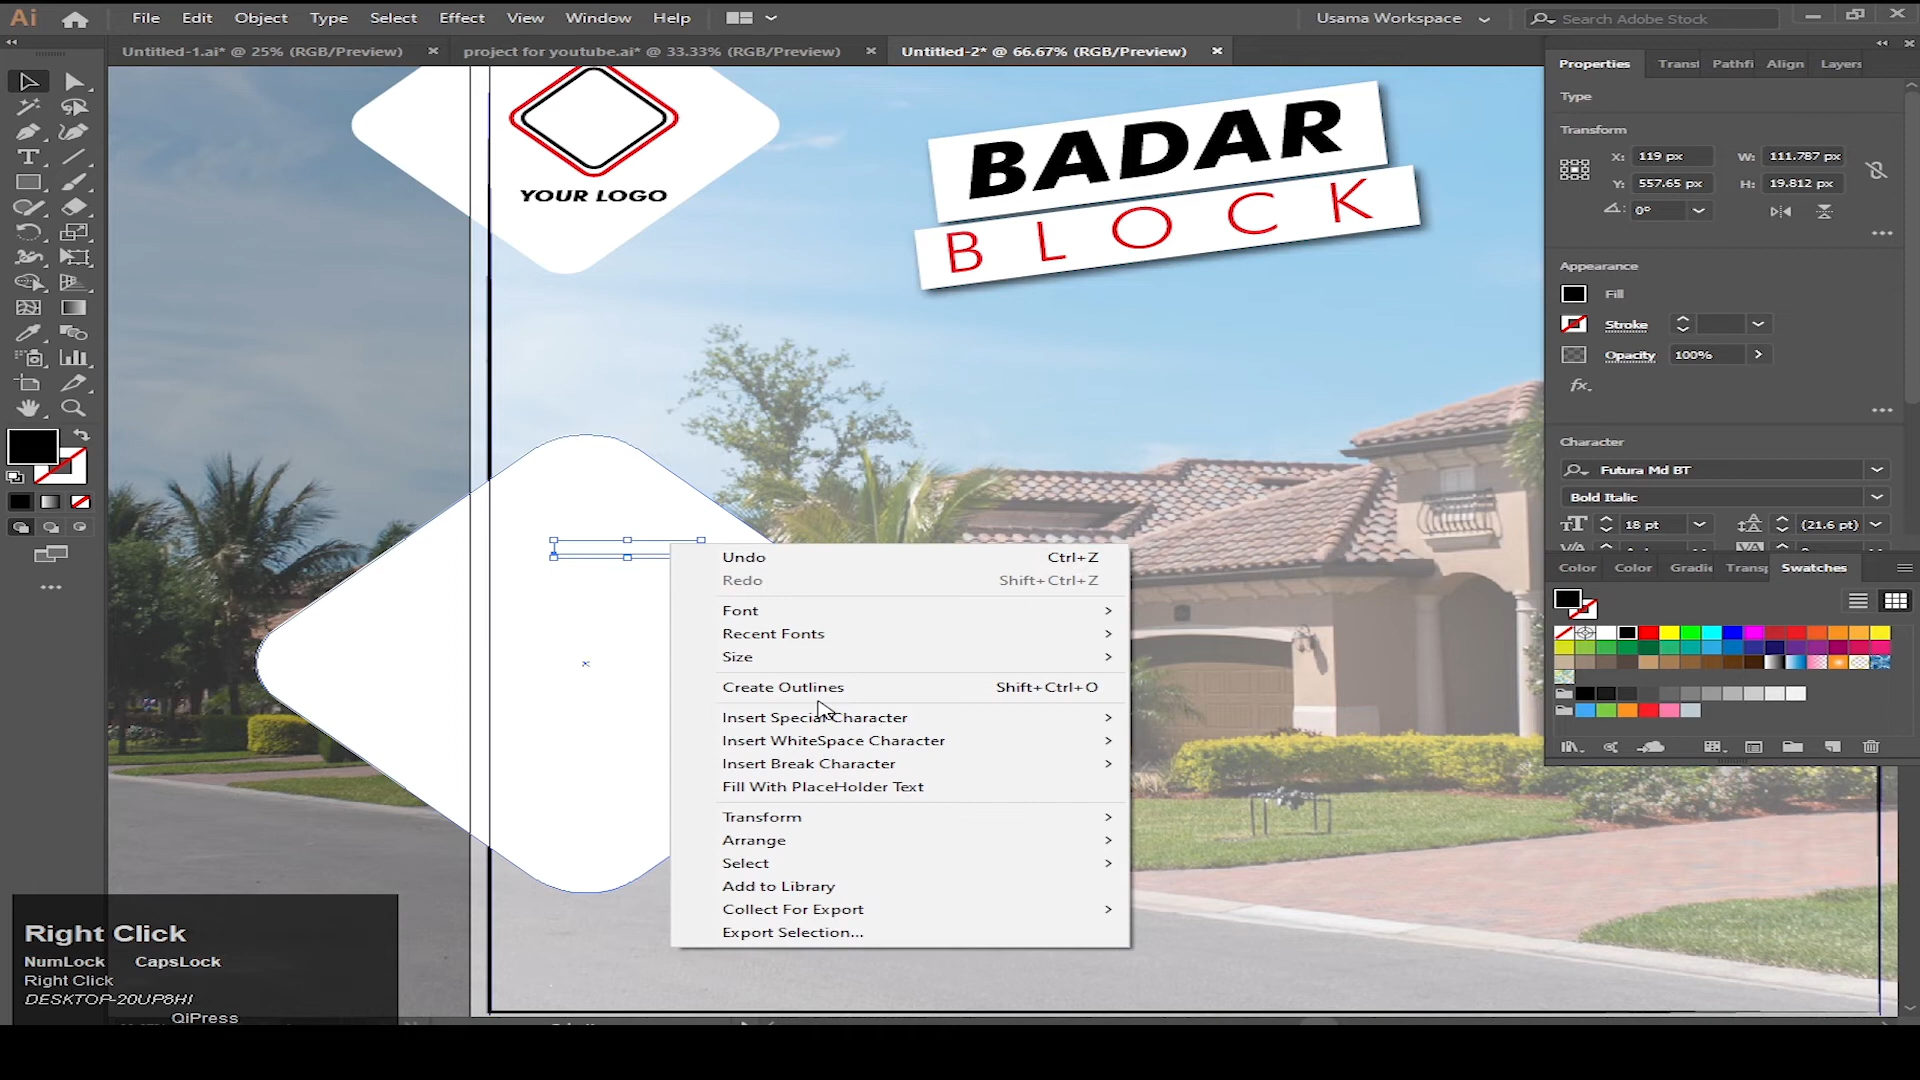 Ai File Edit Object Type Select Effect View Window Help Usama Workspace Search Adobe Stock
Untitled-1.ai* @ 25% (RGB/Preview) × project for youtube.ai* @ 33.33% (RGB/Preview) × Untitled-2* @ 66.67% (RGB/Preview) ×
Properties Transf Pathfi Align Layers
Type
Transform
X: 119 px W: 111.787 px
Y: 557.65 px H: 19.812 px
0°
Appearance
Fill
Stroke
Opacity 100%
fx.
Character
Futura Md BT
Bold Italic
18 pt (21.6 pt)
Color Color Gradie Transp Swatches
YOUR LOGO
BADAR
BLOCK
Undo Ctrl+Z
Redo Shift+Ctrl+Z
Font
Recent Fonts
Size
Create Outlines Shift+Ctrl+O
Insert Special Character
Insert WhiteSpace Character
Insert Break Character
Fill With PlaceHolder Text
Transform
Arrange
Select
Add to Library
Collect For Export
Export Selection...
Right Click
NumLock CapsLock
Right Click
DESKTOP-20UP8HI
QiPress